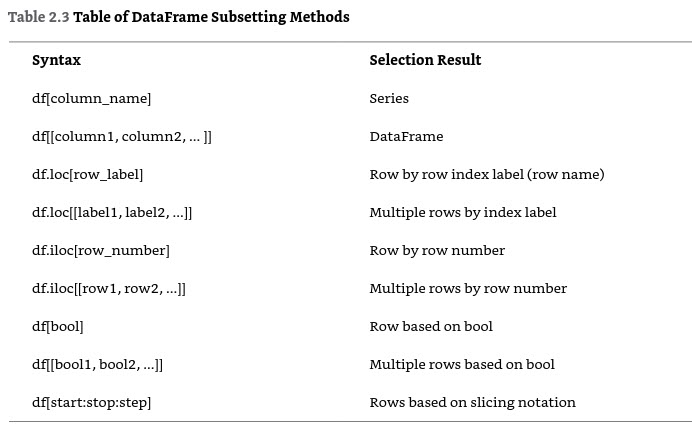 Table 2.3 Table of DataFrame Subsetting Methods
Syntax Selection Result
df[column_name] Series
df[[column1, column2, ... ]] DataFrame
df.loc[row_label] Row by row index label (row name)
df.loc[[label1, label2, ...]] Multiple rows by index label
df.iloc[row_number] Row by row number
df.iloc[[row1, row2, ...]] Multiple rows by row number
df[bool] Row based on bool
df[[bool1, bool2, ...]] Multiple rows based on bool
df[start:stop:step] Rows based on slicing notation